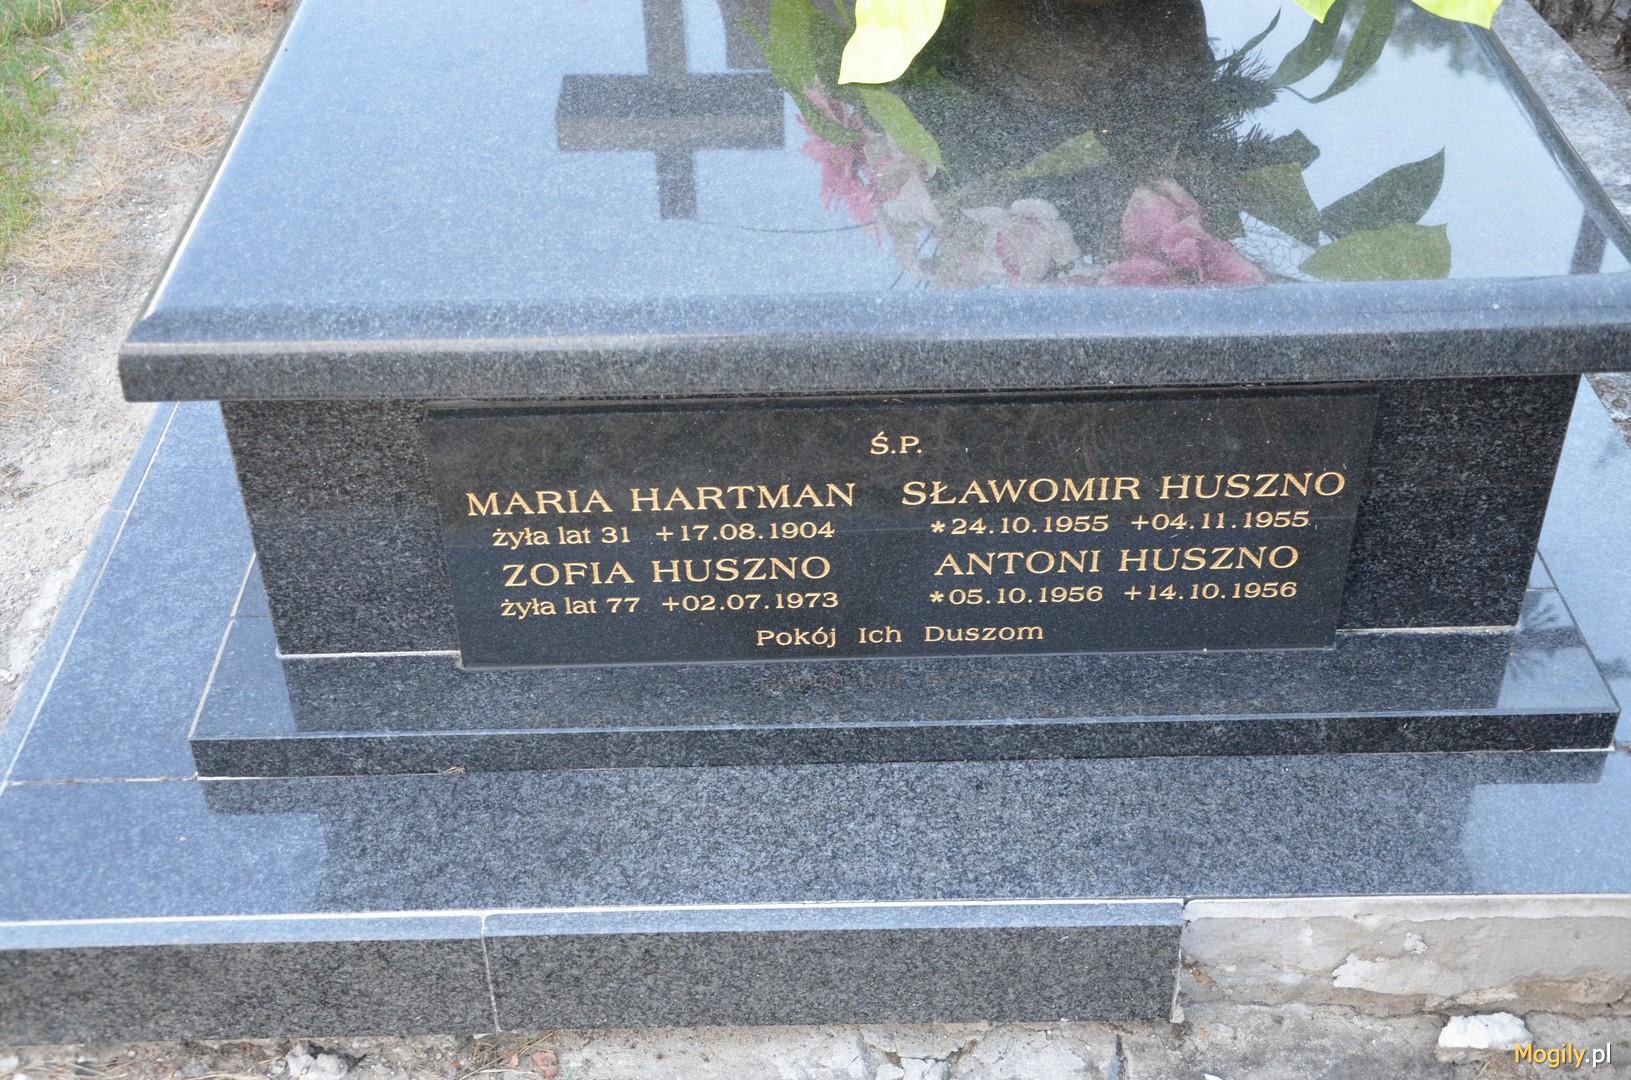 Ś.P.
MARIA HARTMAN
żyła lat 31 +17.08.1904
ZOFIA HUSZNO
żyła lat 77 +02.07.1973
SŁAWOMIR HUSZNO
*24.10.1955 +04.11.1955
ANTONI HUSZNO
*05.10.1956 +14.10.1956
Pokój Ich Duszom
Mogily.pl